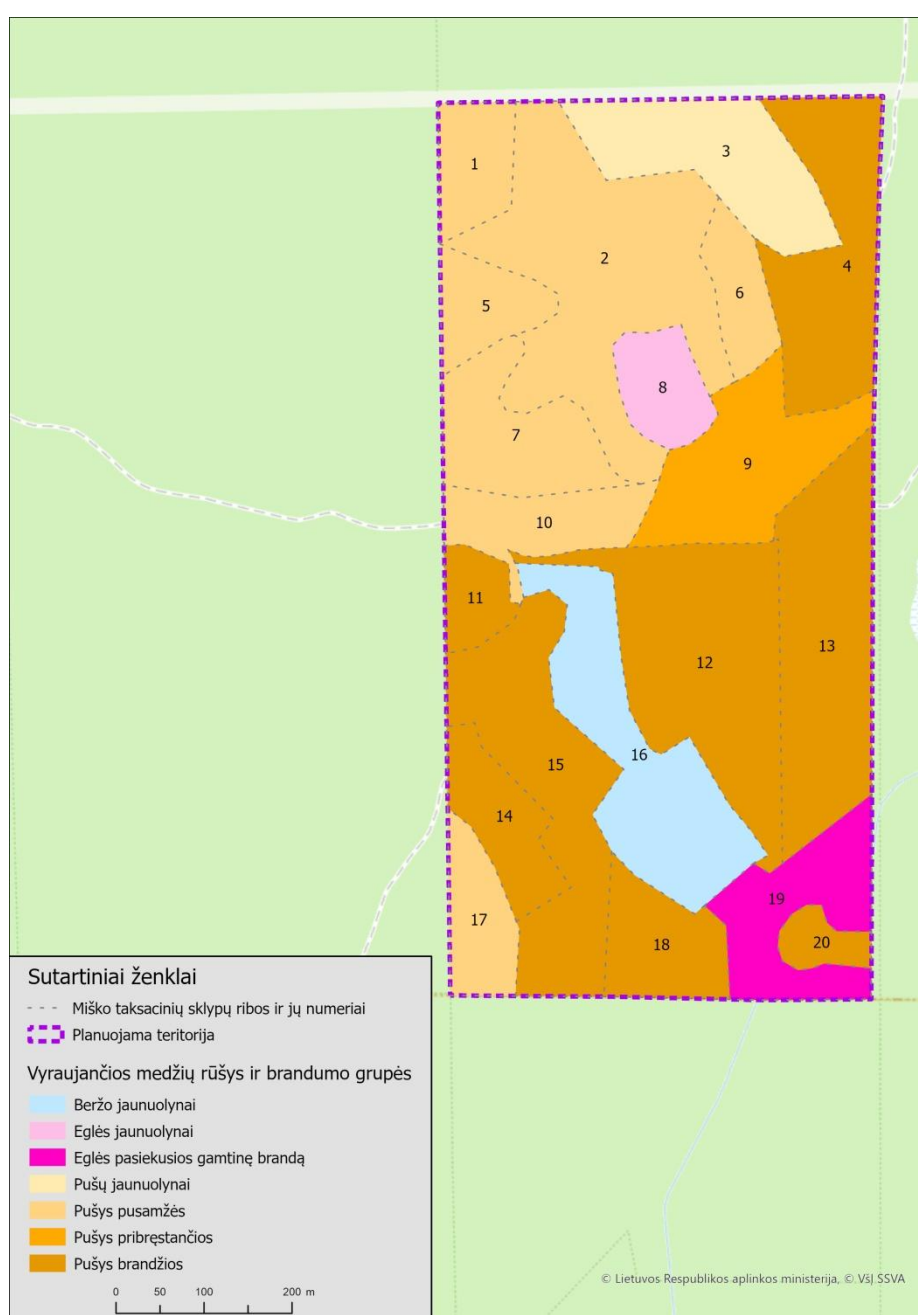 1
3
2
4
5
6
8
7
9
10
11
12
13
16
15
14
19
17
18
20
Sutartiniai ženklai
Miško taksacinių sklypų ribos ir jų numeriai
Planuojama teritorija
Vyraujančios medžių rūšys ir brandumo grupės
Beržo jaunuolynai
Eglės jaunuolynai
Eglės pasiekusios gamtinę brandą
Pušų jaunuolynai
Pušys pusamžės
Pušys pribręstančios
Pušys brandžios
0 50 100 200 m
© Lietuvos Respublikos aplinkos ministerija, © VšĮ SSVA